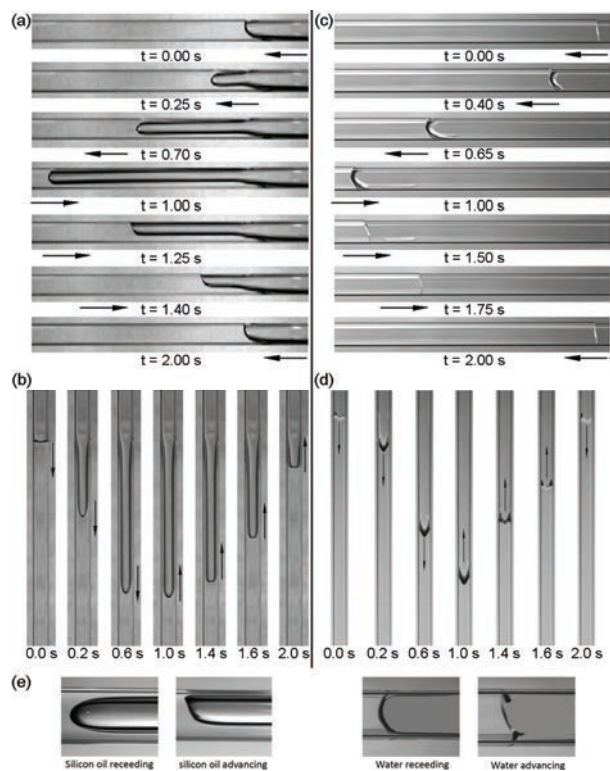 (a)
t = 0.00 s
t = 0.25 s
t = 0.70 s
t = 1.00 s
t = 1.25 s
t = 1.40 s
t = 2.00 s
(c)
t = 0.00 s
t = 0.40 s
t = 0.65 s
t = 1.00 s
t = 1.50 s
t = 1.75 s
t = 2.00 s
(b)
0.0 s 0.2 s 0.6 s 1.0 s 1.4 s 1.6 s 2.0 s
(d)
0.0 s 0.2 s 0.6 s 1.0 s 1.4 s 1.6 s 2.0 s
(e)
Silicon oil receeding
silicon oil advancing
Water receeding
Water advancing